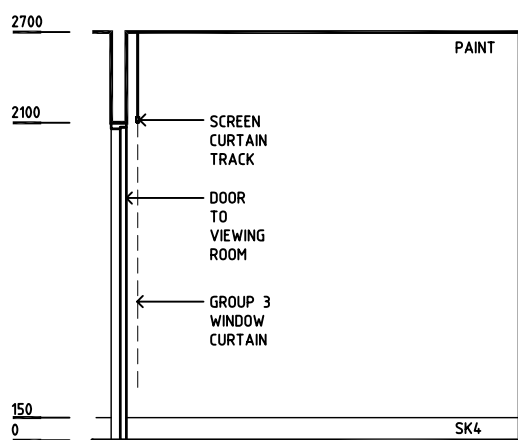 2700
PAINT
2100
SCREEN
CURTAIN
TRACK
DOOR
TO
VIEWING
ROOM
GROUP 3
WINDOW
CURTAIN
150
0
SK4